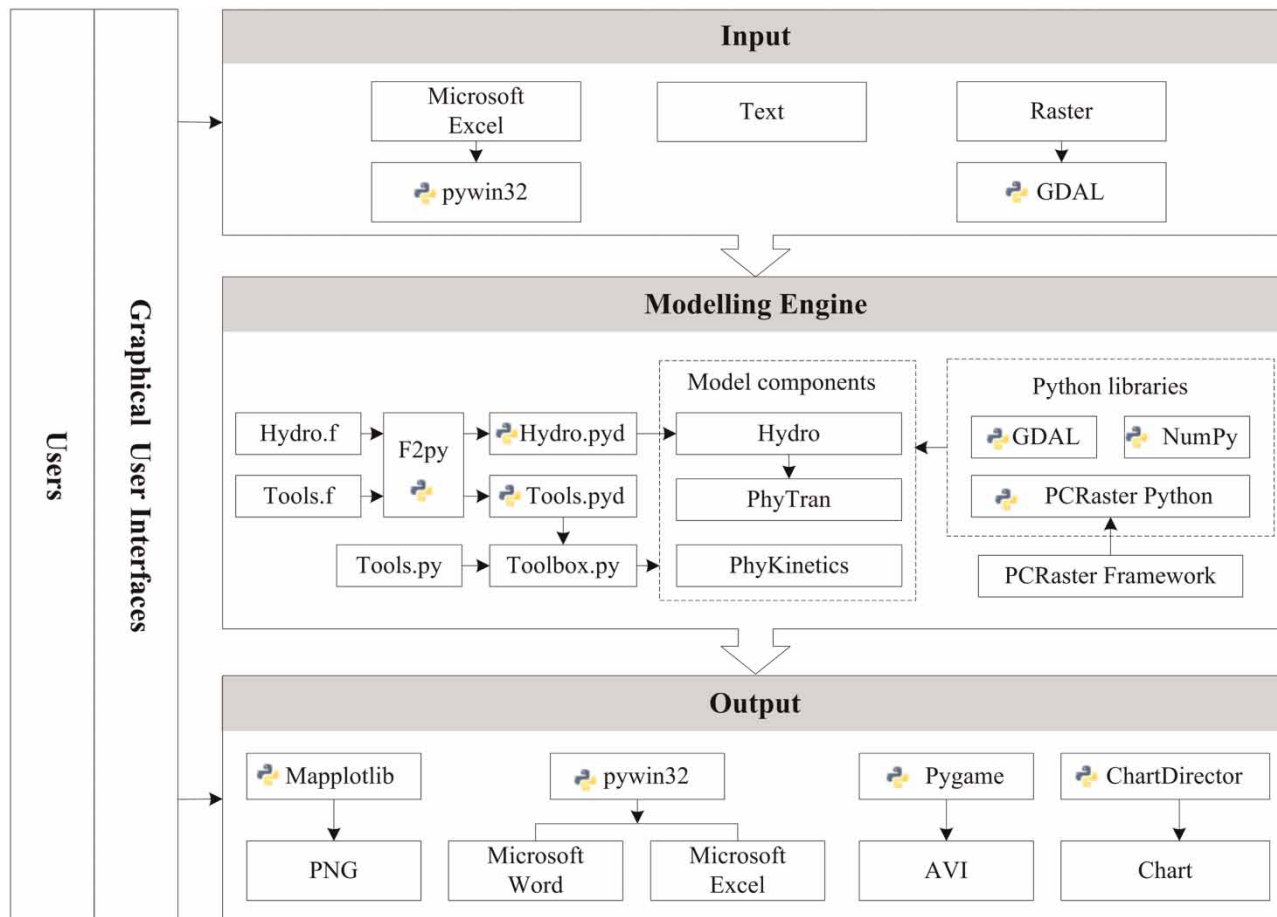 Users
Graphical User Interfaces
Input
Microsoft
Excel
Text
Raster
pywin32
GDAL
Modelling Engine
Model components
Python libraries
Hydro.f
F2py
Hydro.pyd
Hydro
GDAL
NumPy
Tools.f
Tools.pyd
PhyTran
PCRaster Python
Tools.py
Toolbox.py
PhyKinetics
PCRaster Framework
Output
Mapplotlib
pywin32
Pygame
ChartDirector
PNG
Microsoft
Word
Microsoft
Excel
AVI
Chart